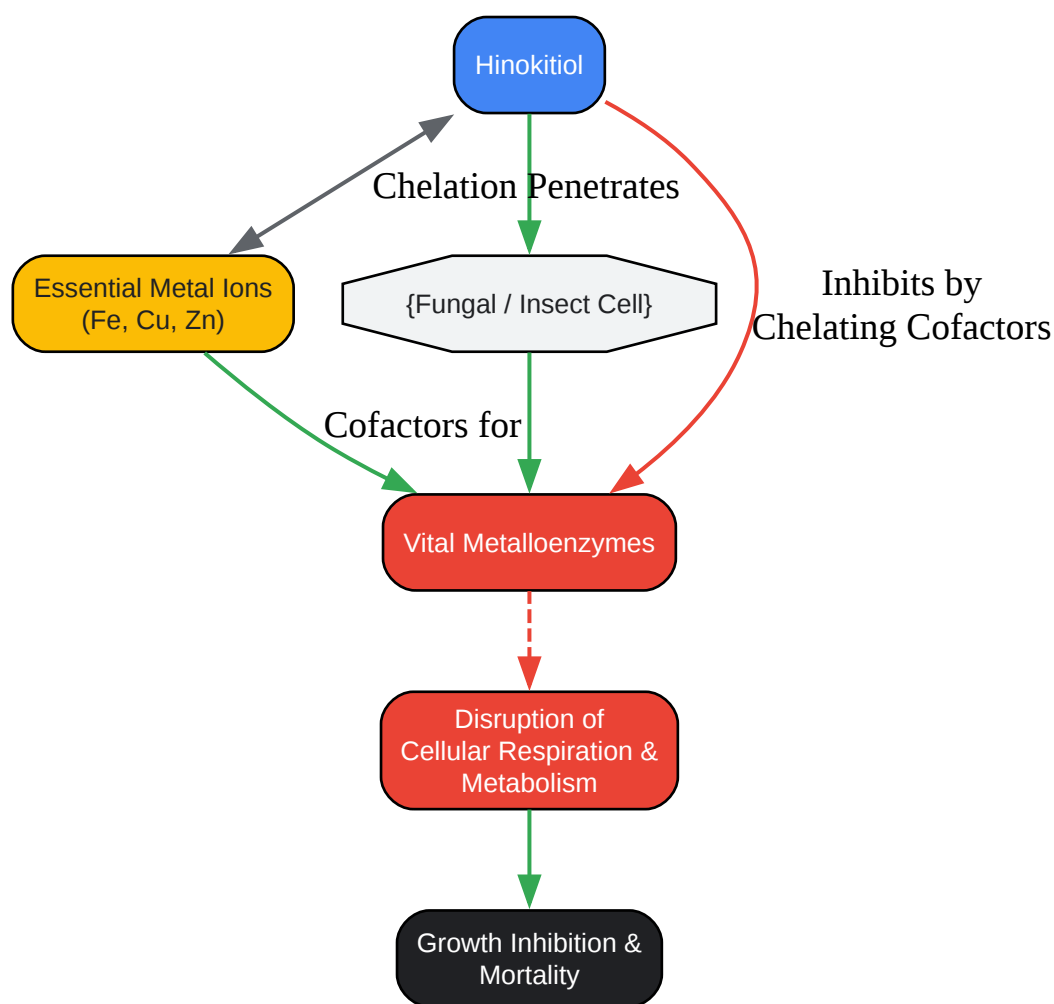 Hinokitiol
Chelation
Penetrates
Essential Metal Ions
(Fe, Cu, Zn)
{Fungal / Insect Cell}
Inhibits by
Chelating Cofactors
Cofactors for
Vital Metalloenzymes
Disruption of
Cellular Respiration &
Metabolism
Growth Inhibition &
Mortality